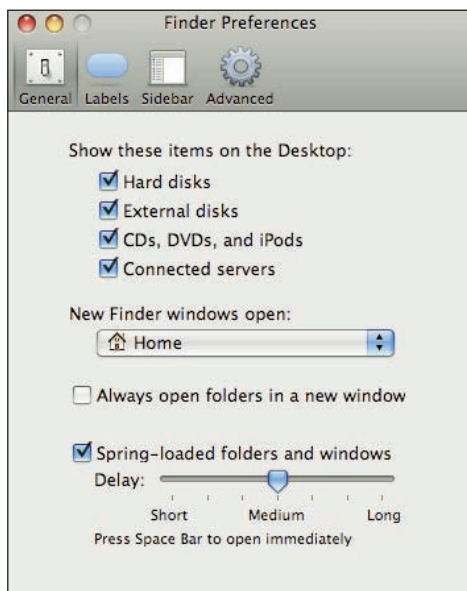 Finder Preferences
General Labels Sidebar Advanced
Show these items on the Desktop:
Hard disks
External disks
CDs, DVDs, and iPods
Connected servers
New Finder windows open:
Home
Always open folders in a new window
Spring-loaded folders and windows
Delay:
Short Medium Long
Press Space Bar to open immediately